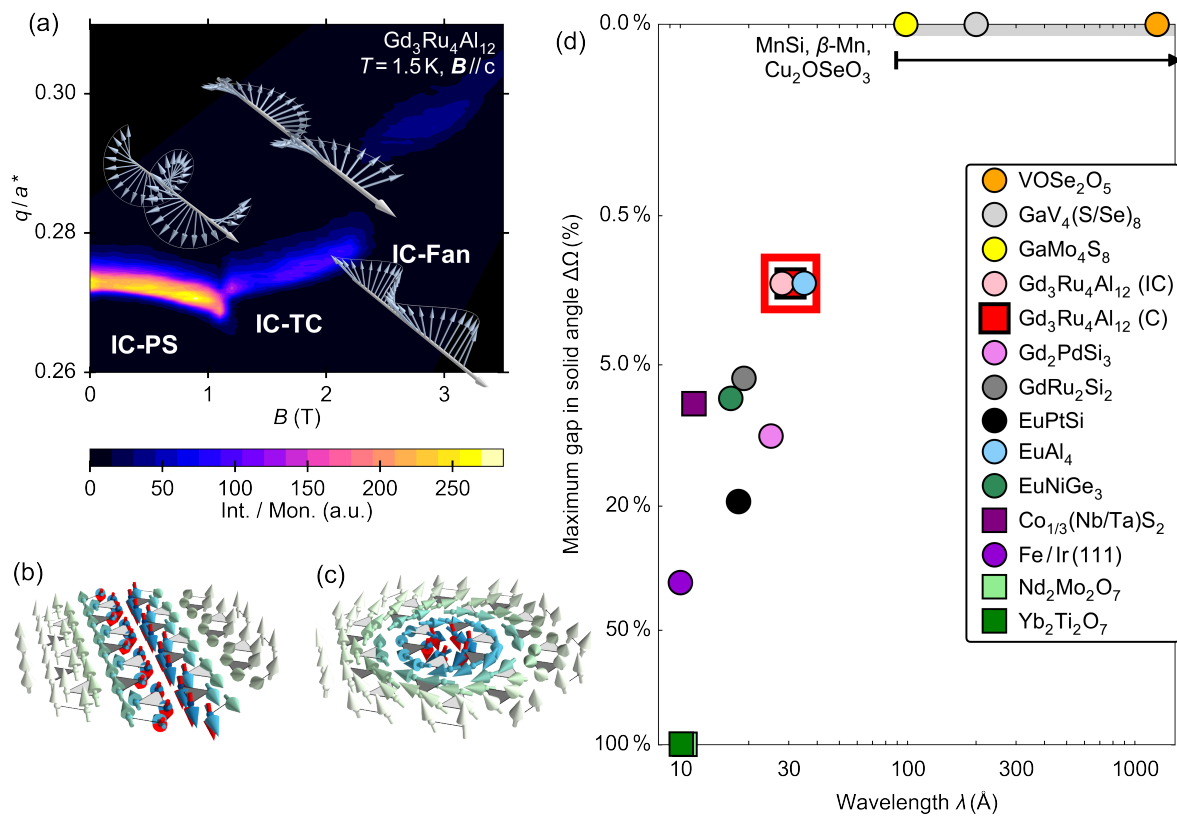 (a)
Gd₃Ru₄Al₁₂
T = 1.5 K, B // c
0.30
0.28
0.26
q/a*
IC-PS
IC-TC
IC-Fan
0
1
2
3
B (T)
0
50
100
150
200
250
Int. / Mon. (a.u.)
(b)
(c)
(d)
0.0 %
0.5 %
5.0 %
20 %
50 %
100 %
Maximum gap in solid angle ΔΩ (%)
MnSi, β-Mn,
Cu₂OSeO₃
VOSe₂O₅
GaV₄(S/Se)₈
GaMo₄S₈
Gd₃Ru₄Al₁₂ (IC)
Gd₃Ru₄Al₁₂ (C)
Gd₂PdSi₃
GdRu₂Si₂
EuPtSi
EuAl₄
EuNiGe₃
Co₁/₃(Nb/Ta)S₂
Fe/Ir(111)
Nd₂Mo₂O₇
Yb₂Ti₂O₇
10
30
100
300
1000
Wavelength λ (Å)